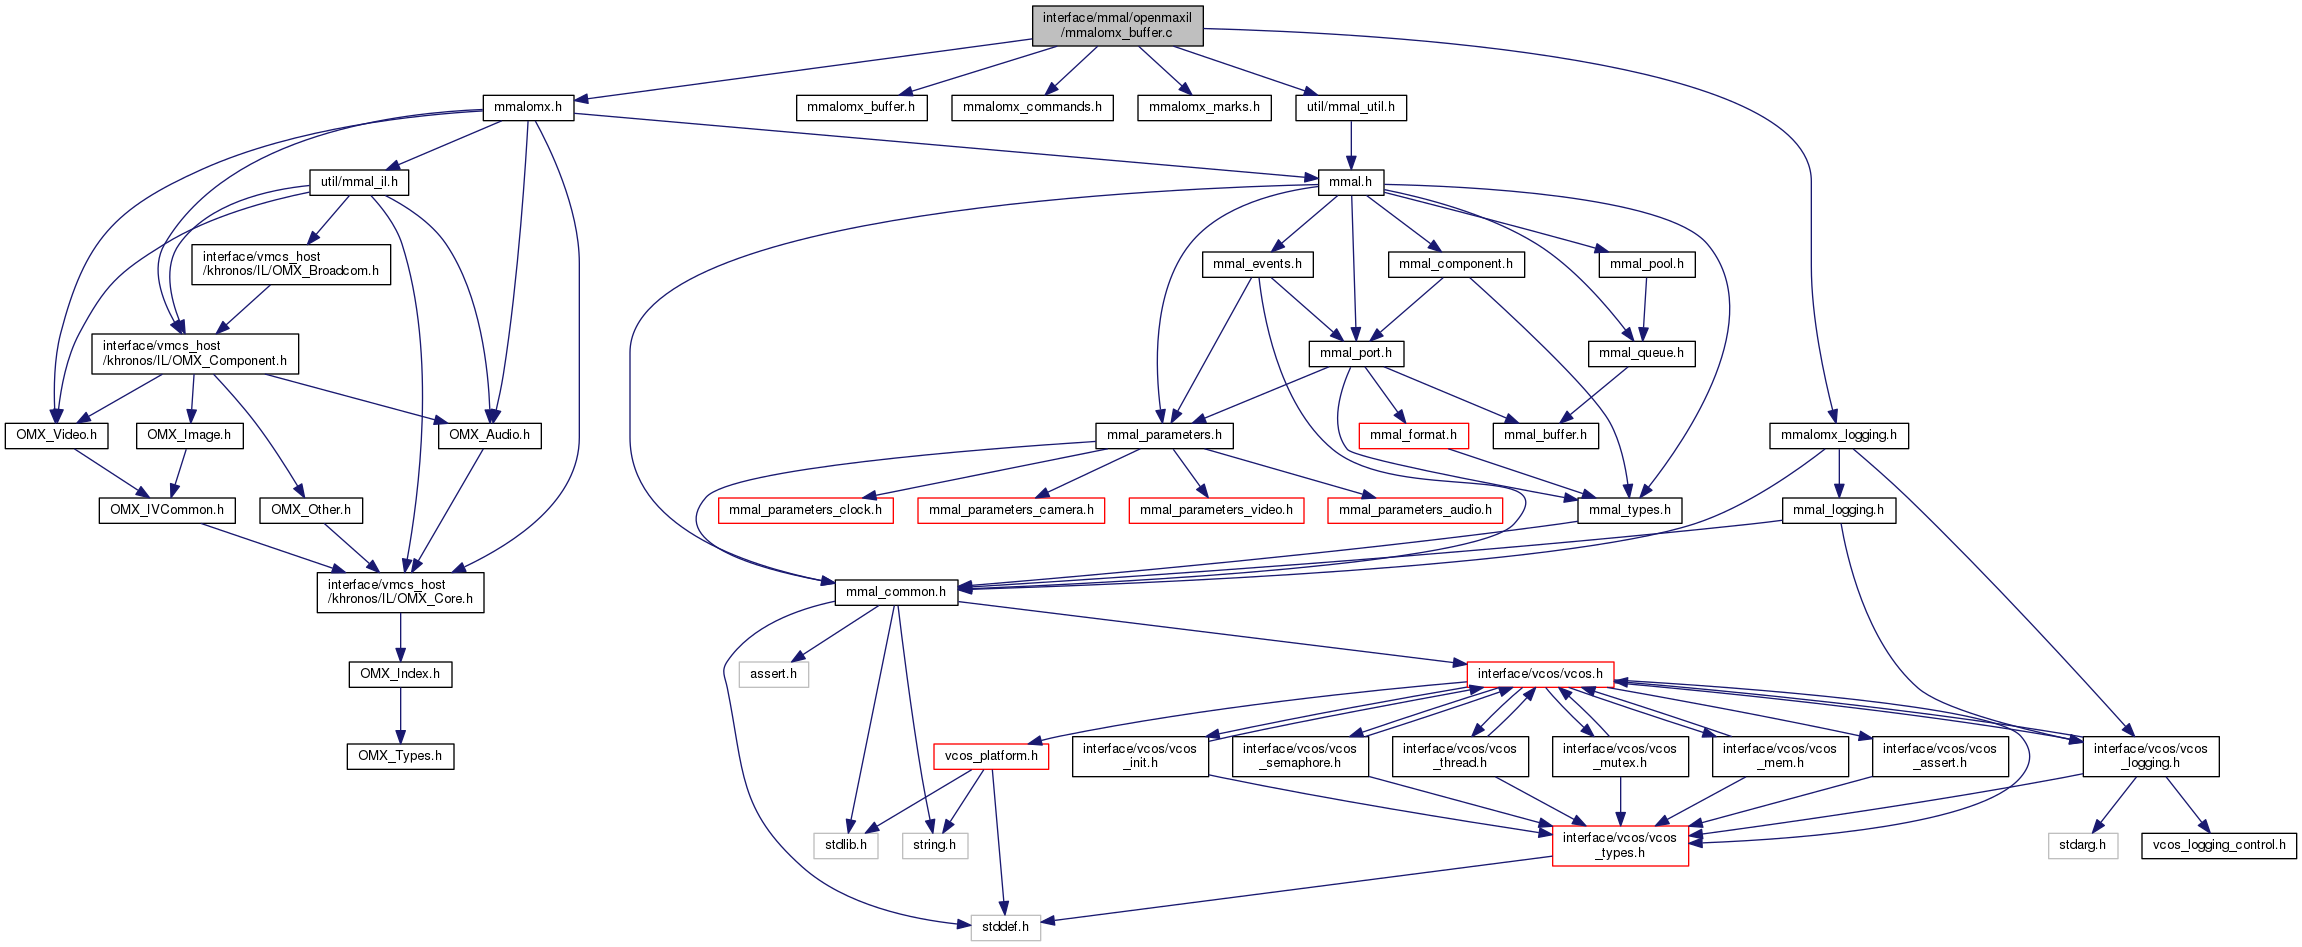 interface/mmal/openmaxil
/mmalomx_buffer.c
mmalomx.h
mmalomx_buffer.h
mmalomx_commands.h
mmalomx_marks.h
util/mmal_util.h
util/mmal_il.h
mmal.h
interface/vmcs_host
/khronos/IL/OMX_Broadcom.h
mmal_events.h
mmal_component.h
mmal_pool.h
interface/vmcs_host
/khronos/IL/OMX_Component.h
mmal_port.h
mmal_queue.h
OMX_Video.h
OMX_Image.h
OMX_Audio.h
mmal_parameters.h
mmal_format.h
mmal_buffer.h
mmalomx_logging.h
OMX_IVCommon.h
OMX_Other.h
mmal_parameters_clock.h
mmal_parameters_camera.h
mmal_parameters_video.h
mmal_parameters_audio.h
mmal_types.h
mmal_logging.h
interface/vmcs_host
/khronos/IL/OMX_Core.h
mmal_common.h
OMX_Index.h
assert.h
interface/vcos/vcos.h
OMX_Types.h
vcos_platform.h
interface/vcos/vcos
_init.h
interface/vcos/vcos
_semaphore.h
interface/vcos/vcos
_thread.h
interface/vcos/vcos
_mutex.h
interface/vcos/vcos
_mem.h
interface/vcos/vcos
_assert.h
interface/vcos/vcos
_logging.h
stdlib.h
string.h
interface/vcos/vcos
_types.h
stdarg.h
vcos_logging_control.h
stddef.h